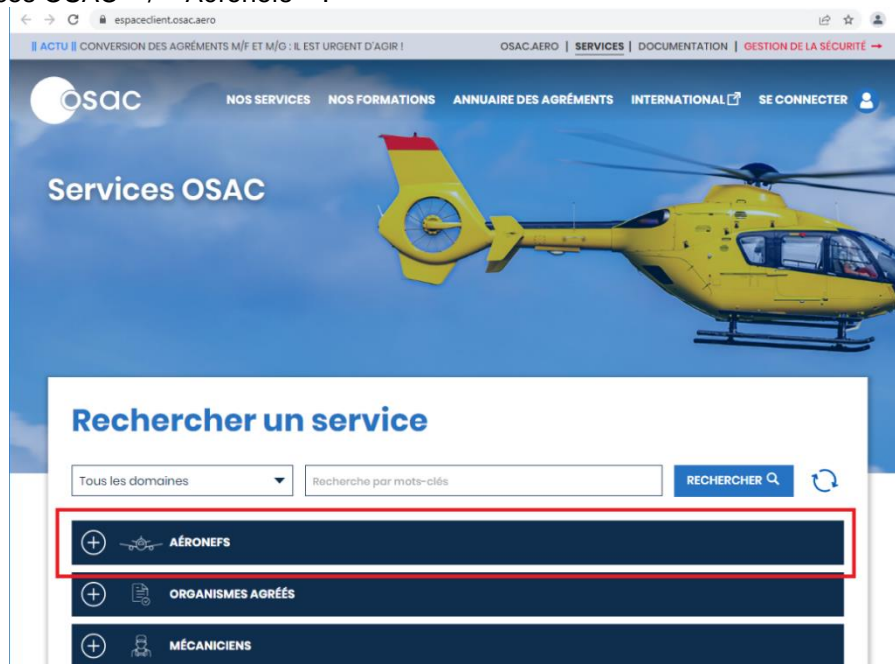 espaceclient.osac.aero
|| ACTU || CONVERSION DES AGRÉMENTS M/F ET M/G : IL EST URGENT D'AGIR ! OSAC.AERO | SERVICES | DOCUMENTATION | GESTION DE LA SÉCURITÉ →
osac NOS SERVICES NOS FORMATIONS ANNUAIRE DES AGRÉMENTS INTERNATIONAL SE CONNECTER
Services OSAC
Rechercher un service
Tous les domaines Recherche par mots-clés RECHERCHER
AÉRONEFS
ORGANISMES AGRÉÉS
MÉCANICIENS